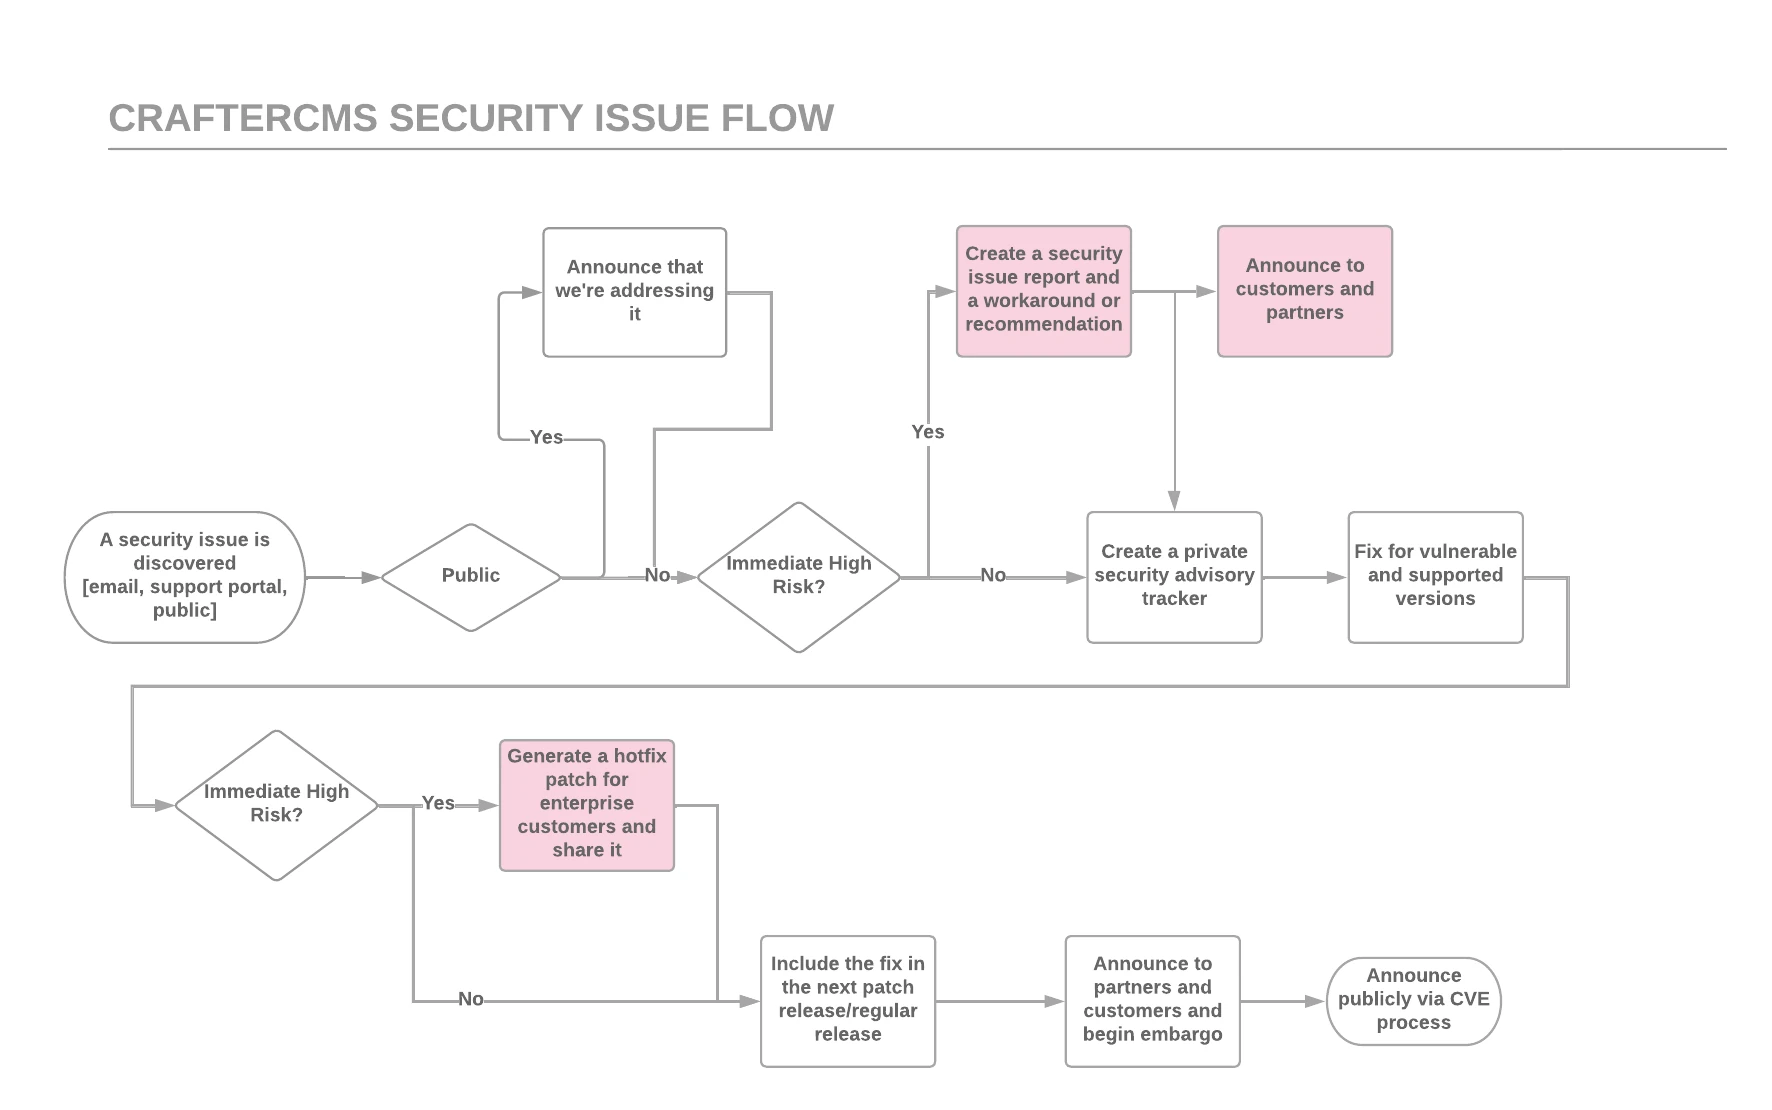 CRAFTERCMS SECURITY ISSUE FLOW
Announce that
we're addressing
it
Create a security
issue report and
a workaround or
recommendation
Announce to
customers and
partners
Yes
Yes
A security issue is
discovered
[email, support portal,
public]
Public
No
Immediate High
Risk?
No
Create a private
security advisory
tracker
Fix for vulnerable
and supported
versions
Immediate High
Risk?
Yes
Generate a hotfix
patch for
enterprise
customers and
share it
No
Include the fix in
the next patch
release/regular
release
Announce to
partners and
customers and
begin embargo
Announce
publicly via CVE
process